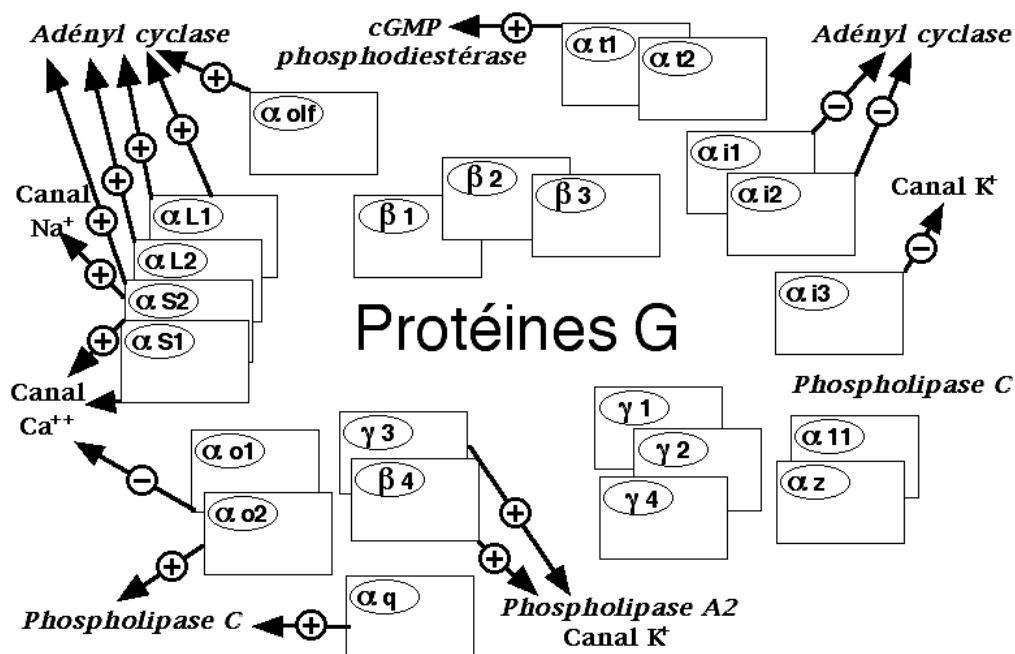 Adényl cyclase
cGMP
phosphodiestérase
+
α t1
α t2
Adényl cyclase
+
α olf
−
−
+
+
+
α i1
α i2
β 2
β 3
β 1
Canal K+
−
Canal
Na+
+
+
α L1
α L2
α S2
α S1
α i3
Protéines G
+
Canal
Ca++
Phospholipase C
γ 1
γ 2
γ 4
α 11
α z
−
α o1
α o2
γ 3
β 4
+
+
+
Phospholipase C
+
α q
Phospholipase A2
Canal K+